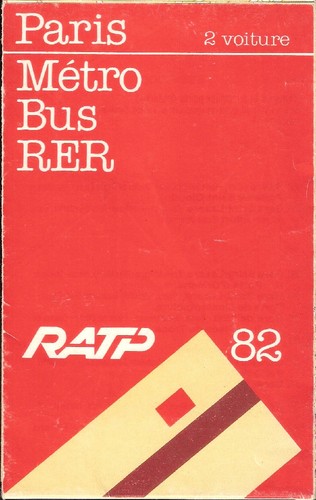 Paris
2 voiture
Métro
Bus
RER
RATP
82